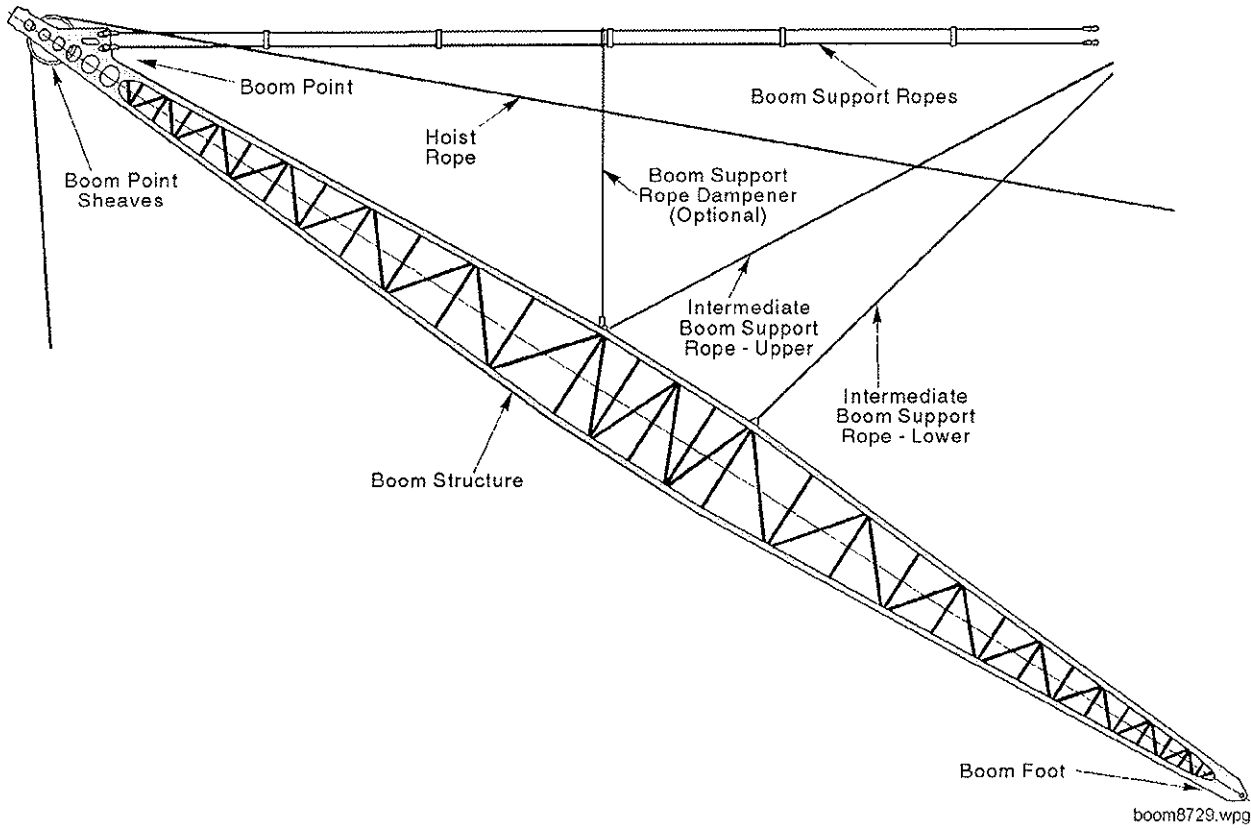 Boom Point
Boom Support Ropes
Hoist
Rope
Boom Point
Sheaves
Boom Support
Rope Dampener
(Optional)
Intermediate
Boom Support
Rope - Upper
Intermediate
Boom Support
Rope - Lower
Boom Structure
Boom Foot
boom8729.wpg